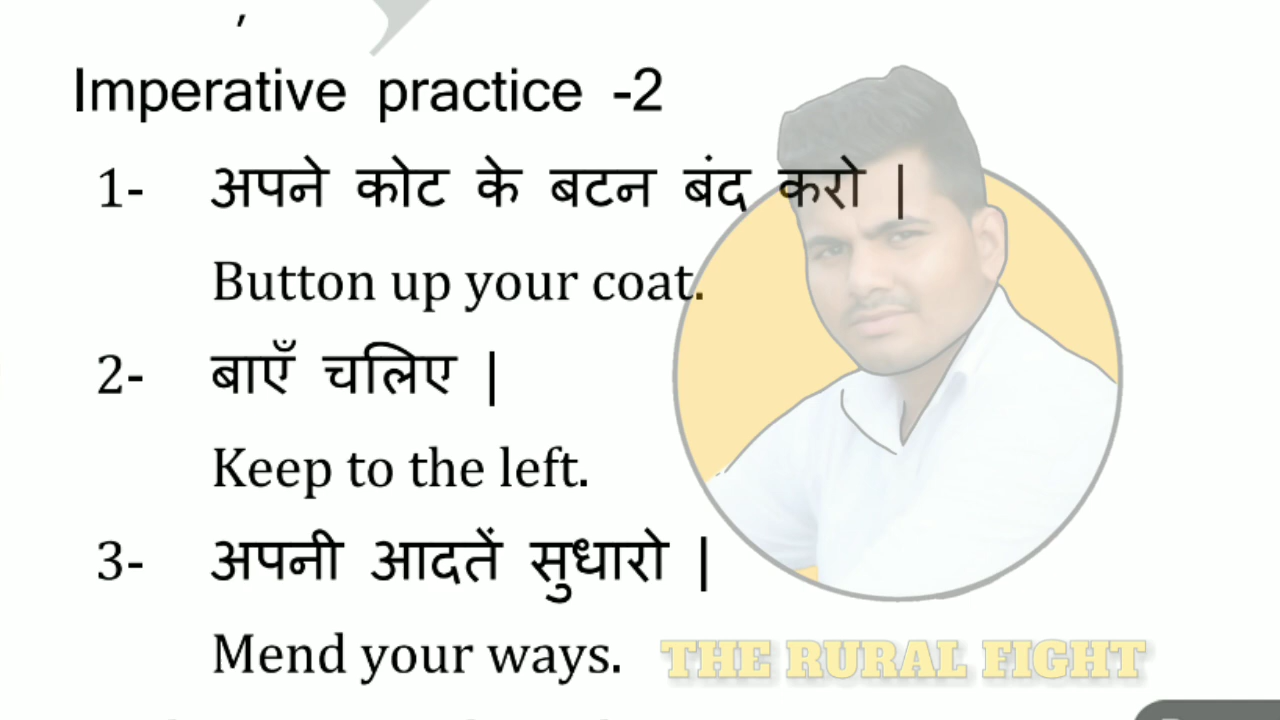 Imperative practice -2
1- अपने कोट के बटन बंद करो |
Button up your coat.
2- बाएँ चलिए |
Keep to the left.
3- अपनी आदतें सुधारो |
Mend your ways.
THE RURAL FIGHT